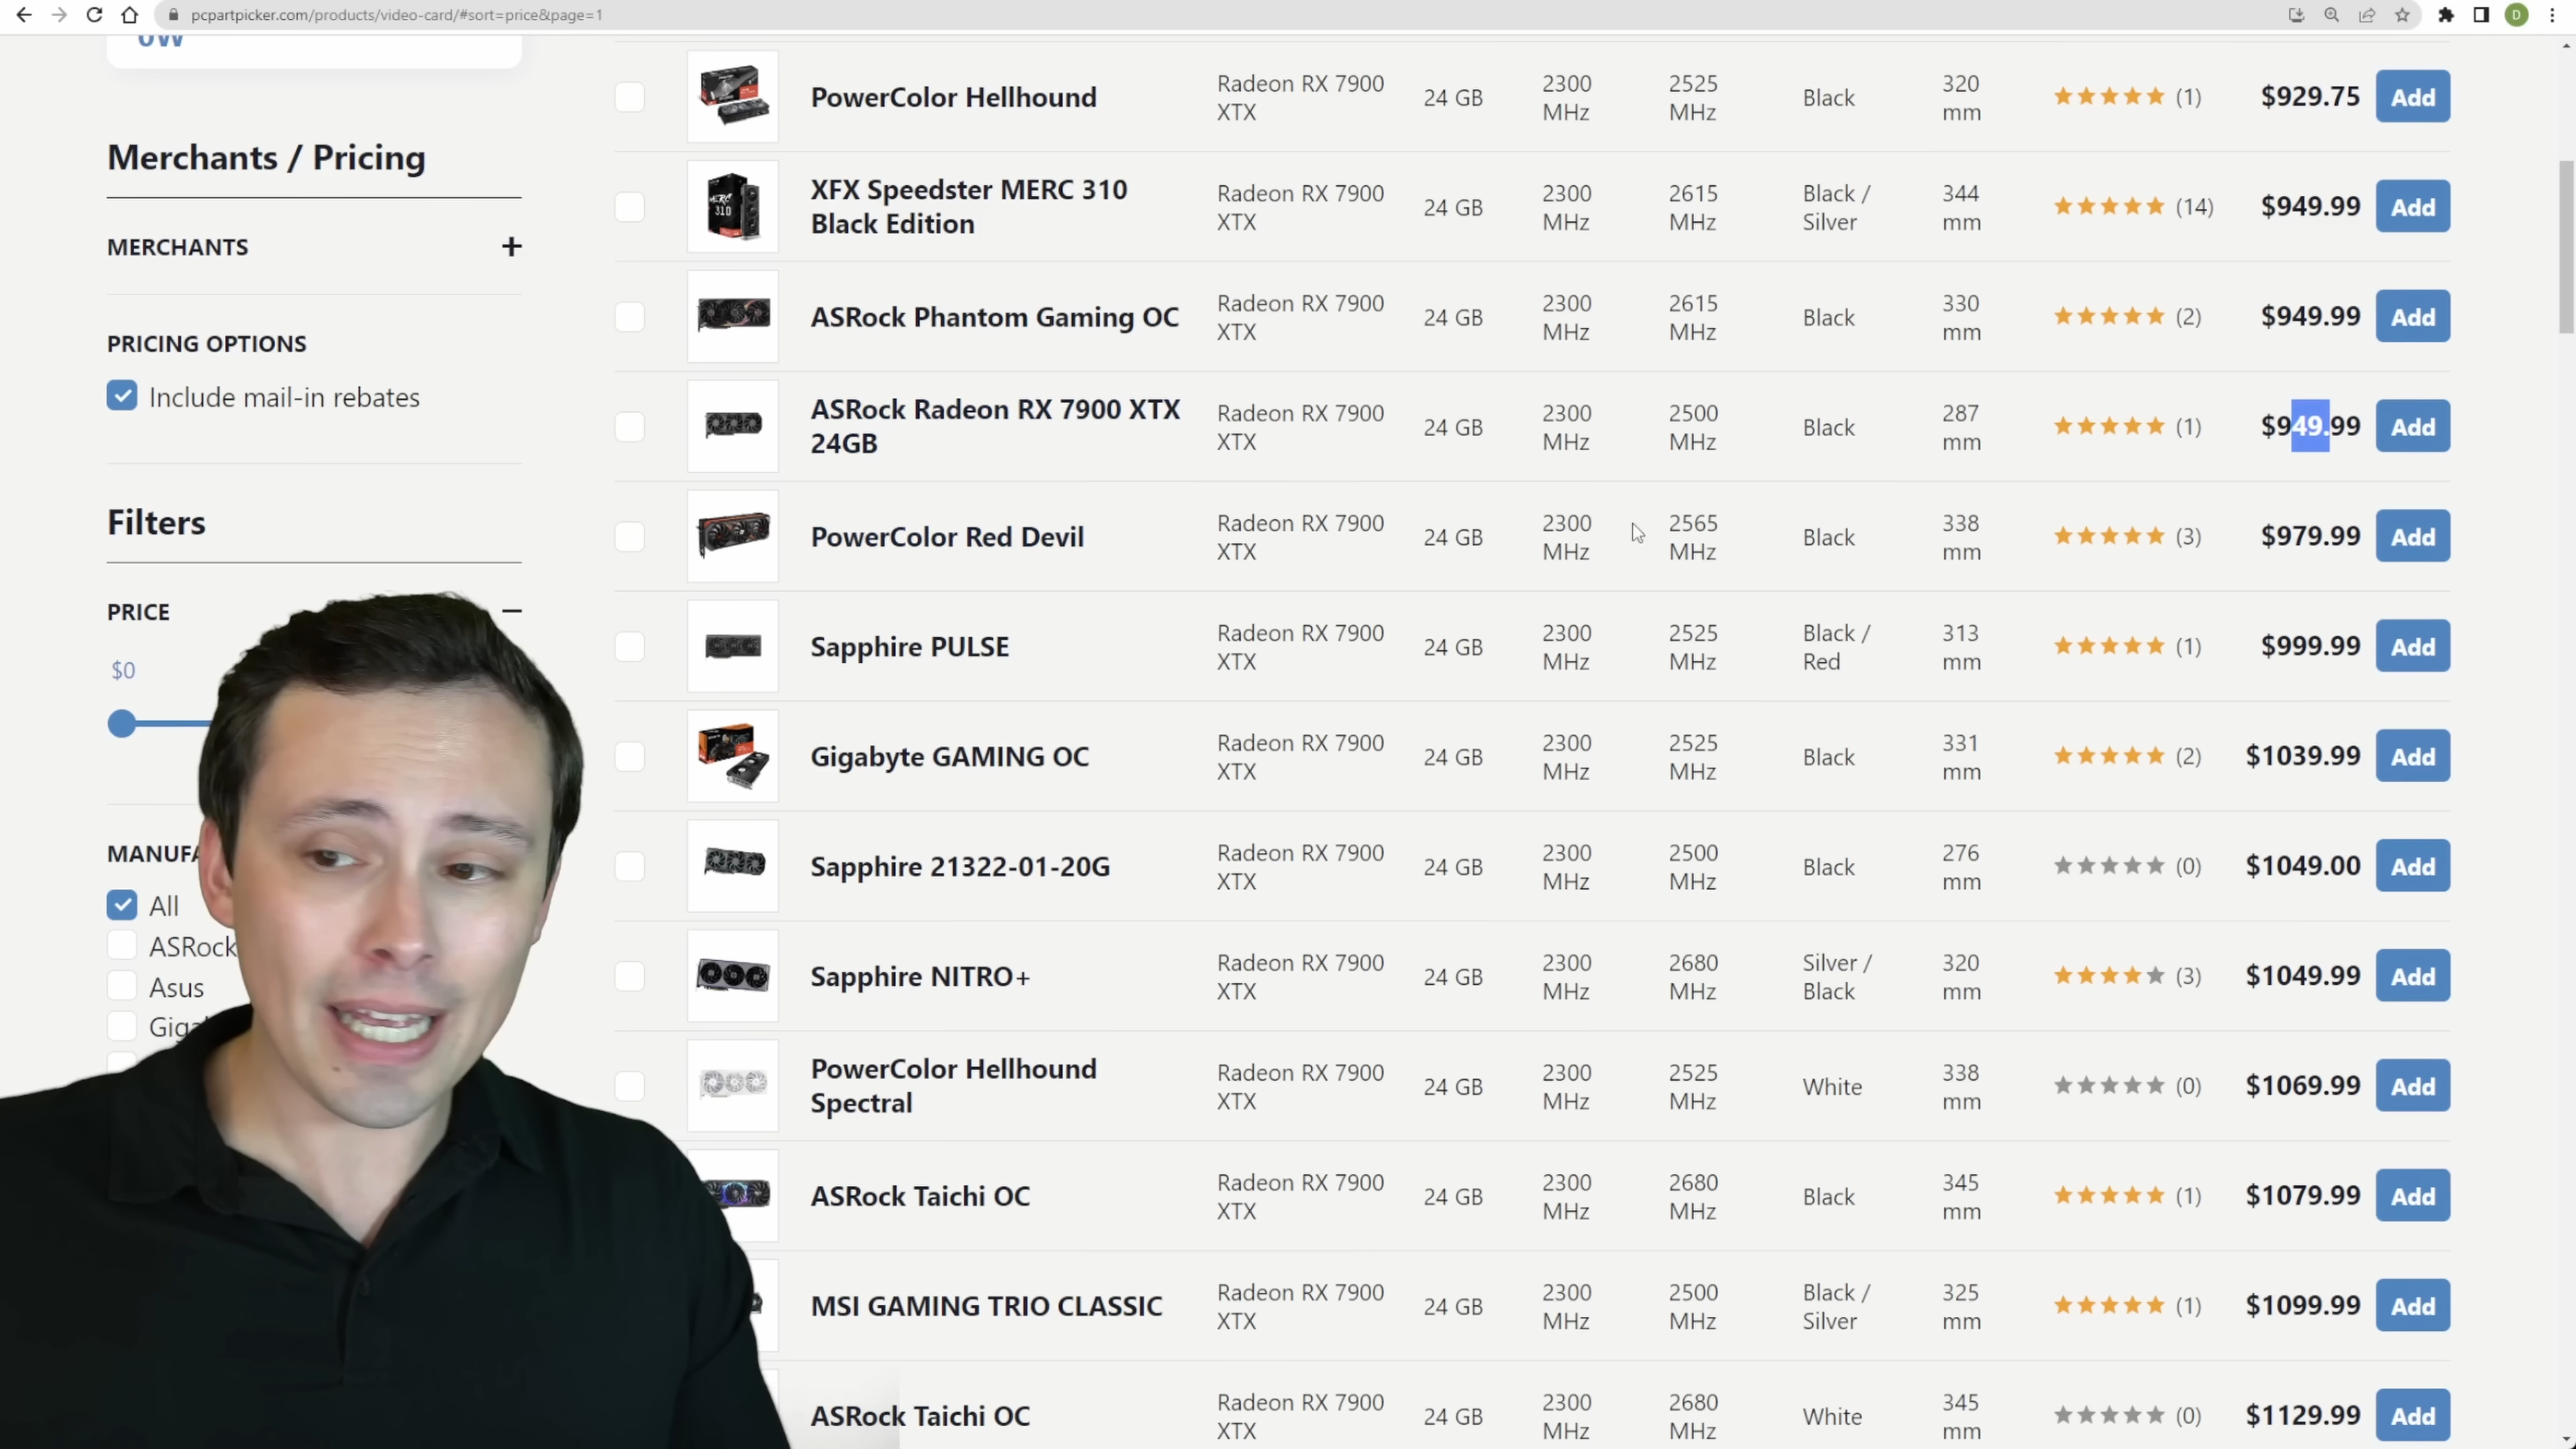 pcpartpicker.com/products/video-card/#sort=price&page=1
D
0W
Merchants / Pricing
MERCHANTS
PRICING OPTIONS
Include mail-in rebates
Filters
PRICE
$0
All
ASRock
Asus
PowerColor Hellhound Radeon RX 7900 XTX 24 GB 2300 MHz 2525 MHz Black 320 mm (1) $929.75 Add
XFX Speedster MERC 310 Black Edition Radeon RX 7900 XTX 24 GB 2300 MHz 2615 MHz Black / Silver 344 mm (14) $949.99 Add
ASRock Phantom Gaming OC Radeon RX 7900 XTX 24 GB 2300 MHz 2615 MHz Black 330 mm (2) $949.99 Add
ASRock Radeon RX 7900 XTX 24GB Radeon RX 7900 XTX 24 GB 2300 MHz 2500 MHz Black 287 mm (1) $949.99 Add
PowerColor Red Devil Radeon RX 7900 XTX 24 GB 2300 MHz 2565 MHz Black 338 mm (3) $979.99 Add
Sapphire PULSE Radeon RX 7900 XTX 24 GB 2300 MHz 2525 MHz Black / Red 313 mm (1) $999.99 Add
Gigabyte GAMING OC Radeon RX 7900 XTX 24 GB 2300 MHz 2525 MHz Black 331 mm (2) $1039.99 Add
Sapphire 21322-01-20G Radeon RX 7900 XTX 24 GB 2300 MHz 2500 MHz Black 276 mm (0) $1049.00 Add
Sapphire NITRO+ Radeon RX 7900 XTX 24 GB 2300 MHz 2680 MHz Silver / Black 320 mm (3) $1049.99 Add
PowerColor Hellhound Spectral Radeon RX 7900 XTX 24 GB 2300 MHz 2525 MHz White 338 mm (0) $1069.99 Add
ASRock Taichi OC Radeon RX 7900 XTX 24 GB 2300 MHz 2680 MHz Black 345 mm (1) $1079.99 Add
MSI GAMING TRIO CLASSIC Radeon RX 7900 XTX 24 GB 2300 MHz 2500 MHz Black / Silver 325 mm (1) $1099.99 Add
ASRock Taichi OC Radeon RX 7900 XTX 24 GB 2300 MHz 2680 MHz White 345 mm (0) $1129.99 Add